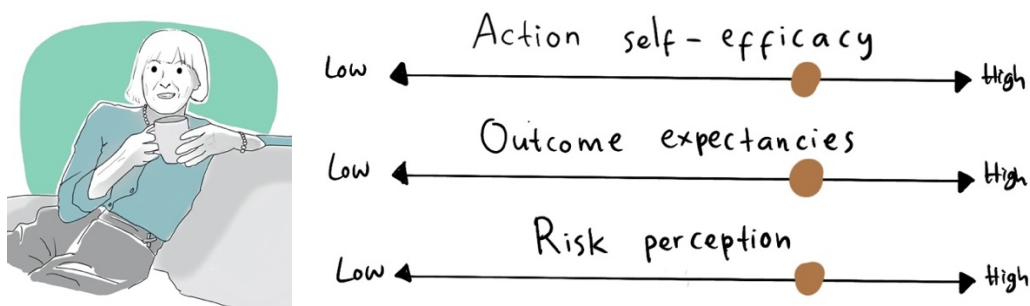 Action self-efficacy
Low High
Outcome expectancies
Low High
Risk perception
Low High